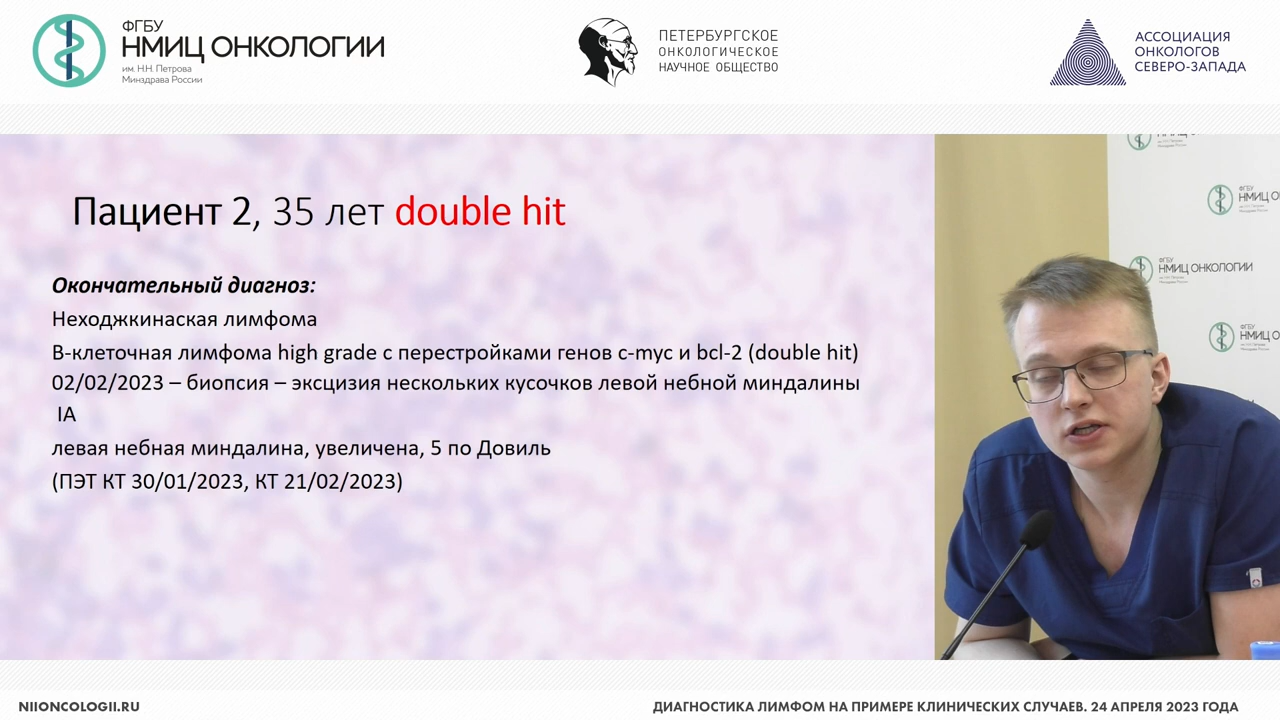 ФГБУ
НМИЦ ОНКОЛОГИИ
им. Н.Н. Петрова
Минздрава России
ПЕТЕРБУРГСКОЕ
ОНКОЛОГИЧЕСКОЕ
НАУЧНОЕ ОБЩЕСТВО
АССОЦИАЦИЯ
ОНКОЛОГОВ
СЕВЕРО-ЗАПАДА
Пациент 2, 35 лет double hit
Окончательный диагноз:
Неходжкинаская лимфома
В-клеточная лимфома high grade с перестройками генов c-myc и bcl-2 (double hit)
02/02/2023 – биопсия – эксцизия нескольких кусочков левой небной миндалины
IA
левая небная миндалина, увеличена, 5 по Довиль
(ПЭТ КТ 30/01/2023, КТ 21/02/2023)
ФГБУ
НМИЦ ОНКОЛОГИИ
NIIONCOLOGII.RU
ДИАГНОСТИКА ЛИМФОМ НА ПРИМЕРЕ КЛИНИЧЕСКИХ СЛУЧАЕВ. 24 АПРЕЛЯ 2023 ГОДА